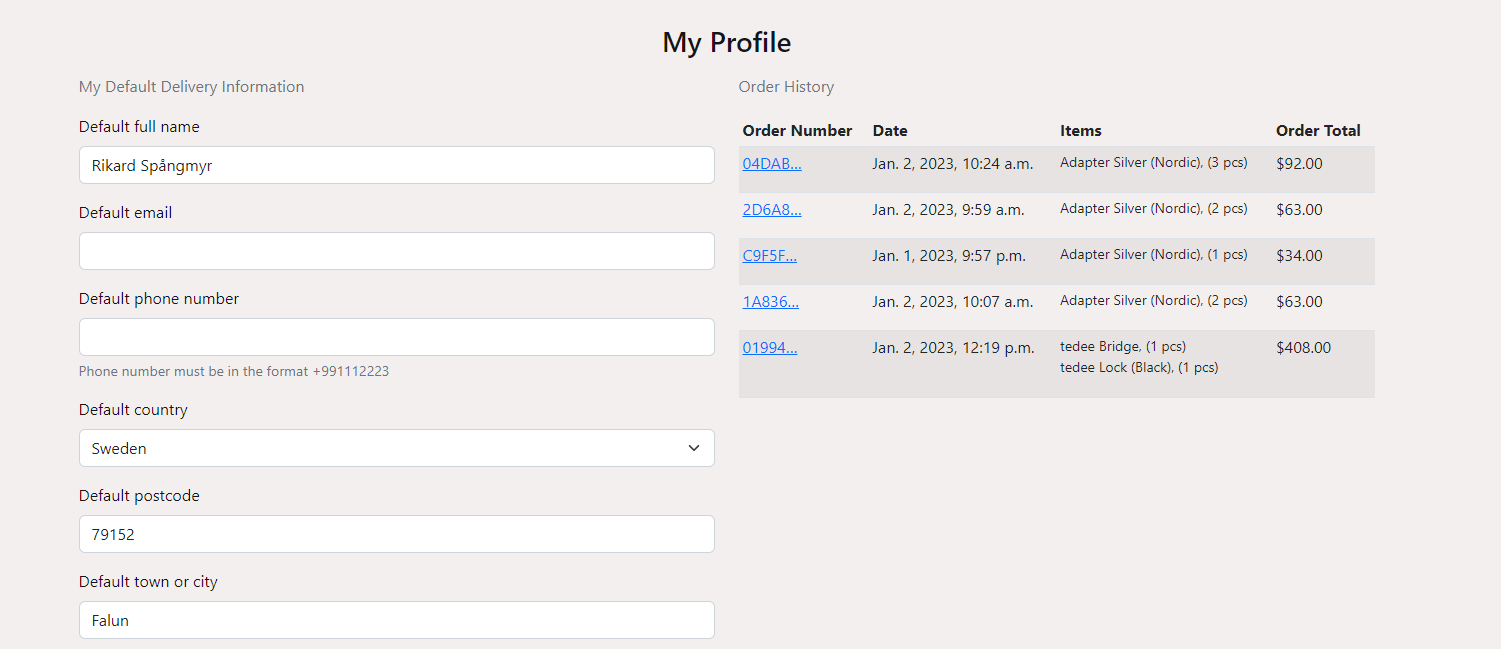 My Profile
My Default Delivery Information
Default full name
Rikard Spångmyr
Default email
Default phone number
Phone number must be in the format +991112223
Default country
Sweden
Default postcode
79152
Default town or city
Falun
Order History
Order Number Date Items Order Total
04DAB... Jan. 2, 2023, 10:24 a.m. Adapter Silver (Nordic), (3 pcs) $92.00
2D6A8... Jan. 2, 2023, 9:59 a.m. Adapter Silver (Nordic), (2 pcs) $63.00
C9F5F... Jan. 1, 2023, 9:57 p.m. Adapter Silver (Nordic), (1 pcs) $34.00
1A836... Jan. 2, 2023, 10:07 a.m. Adapter Silver (Nordic), (2 pcs) $63.00
01994... Jan. 2, 2023, 12:19 p.m. tedee Bridge, (1 pcs) $408.00
tedee Lock (Black), (1 pcs)